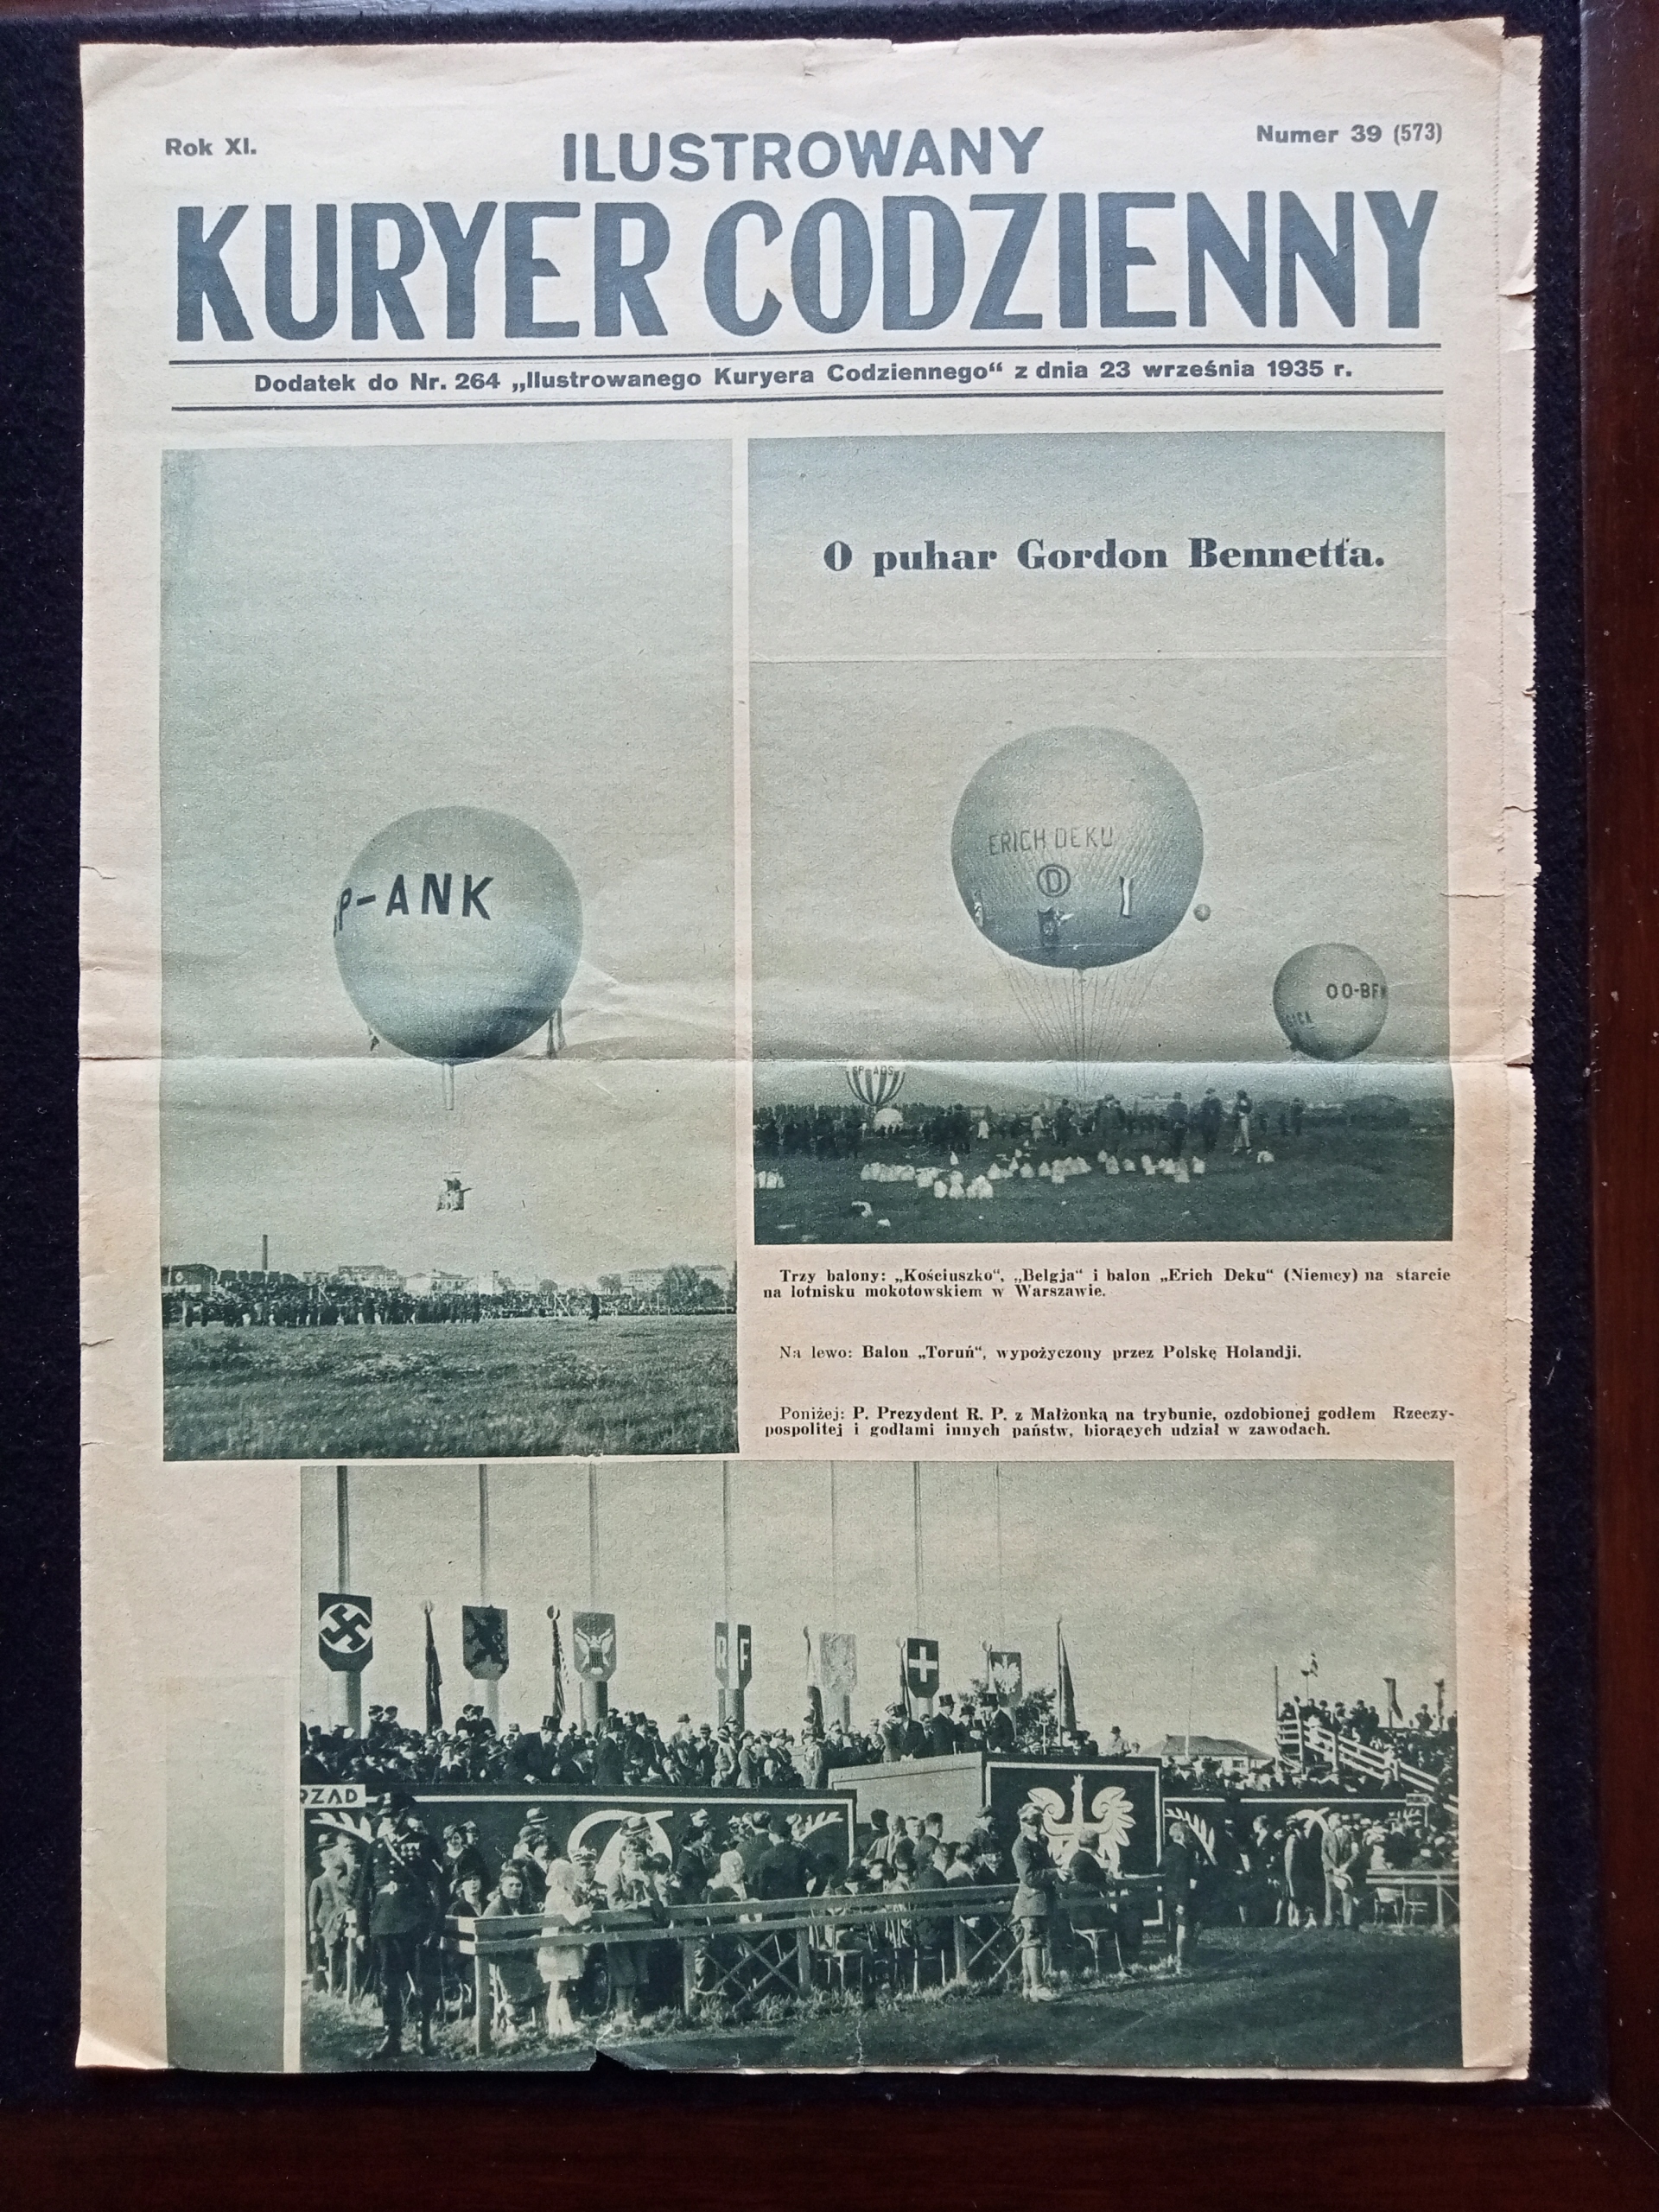 Rok XI.
Numer 39 (573)
ILUSTROWANY
KURYER CODZIENNY
Dodatek do Nr. 264 „Ilustrowanego Kuryera Codziennego“ z dnia 23 września 1935 r.
O puhar Gordon Bennetta.
P-ANK
ERICH DEKU
D
OO-BF
SP-ADS
Trzy balony: „Kościuszko“, „Belgja“ i balon „Erich Deku“ (Niemcy) na starcie
na lotnisku mokotowskiem w Warszawie.
Na lewo: Balon „Toruń“, wypożyczony przez Polskę Holandji.
Poniżej: P. Prezydent R. P. z Małżonką na trybunie, ozdobionej godłem Rzeczy-
pospolitej i godłami innych państw, biorących udział w zawodach.
R F
RZĄD